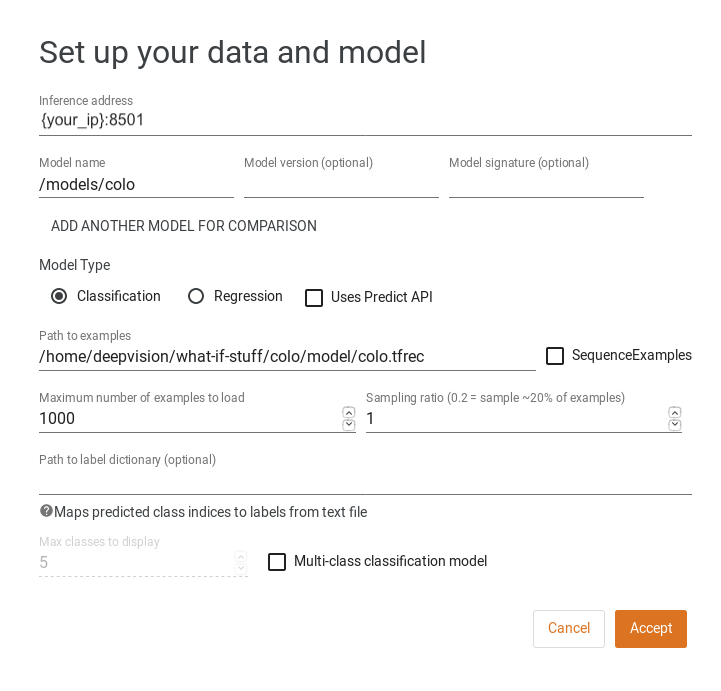 Set up your data and model
Inference address
{your_ip}:8501
Model name Model version (optional) Model signature (optional)
/models/colo
ADD ANOTHER MODEL FOR COMPARISON
Model Type
Classification Regression Uses Predict API
Path to examples
/home/deepvision/what-if-stuff/colo/model/colo.tfrec SequenceExamples
Maximum number of examples to load Sampling ratio (0.2 = sample ~20% of examples)
1000 1
Path to label dictionary (optional)
Maps predicted class indices to labels from text file
Max classes to display
5 Multi-class classification model
Cancel Accept